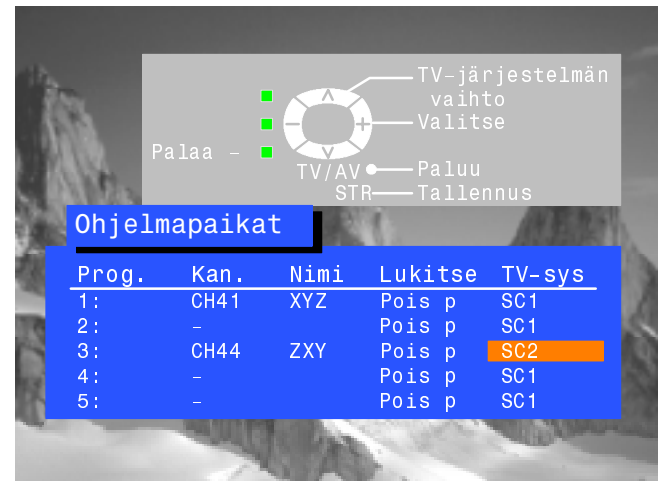 TV-järjestelmän
vaihto
Valitse
Palaa -
TV/AV Paluu
STR Tallennus
Ohjelmapaikat
Prog. Kan. Nimi Lukitse TV-sys
1: CH41 XYZ Pois p SC1
2: - Pois p SC1
3: CH44 ZXY Pois p SC2
4: - Pois p SC1
5: - Pois p SC1